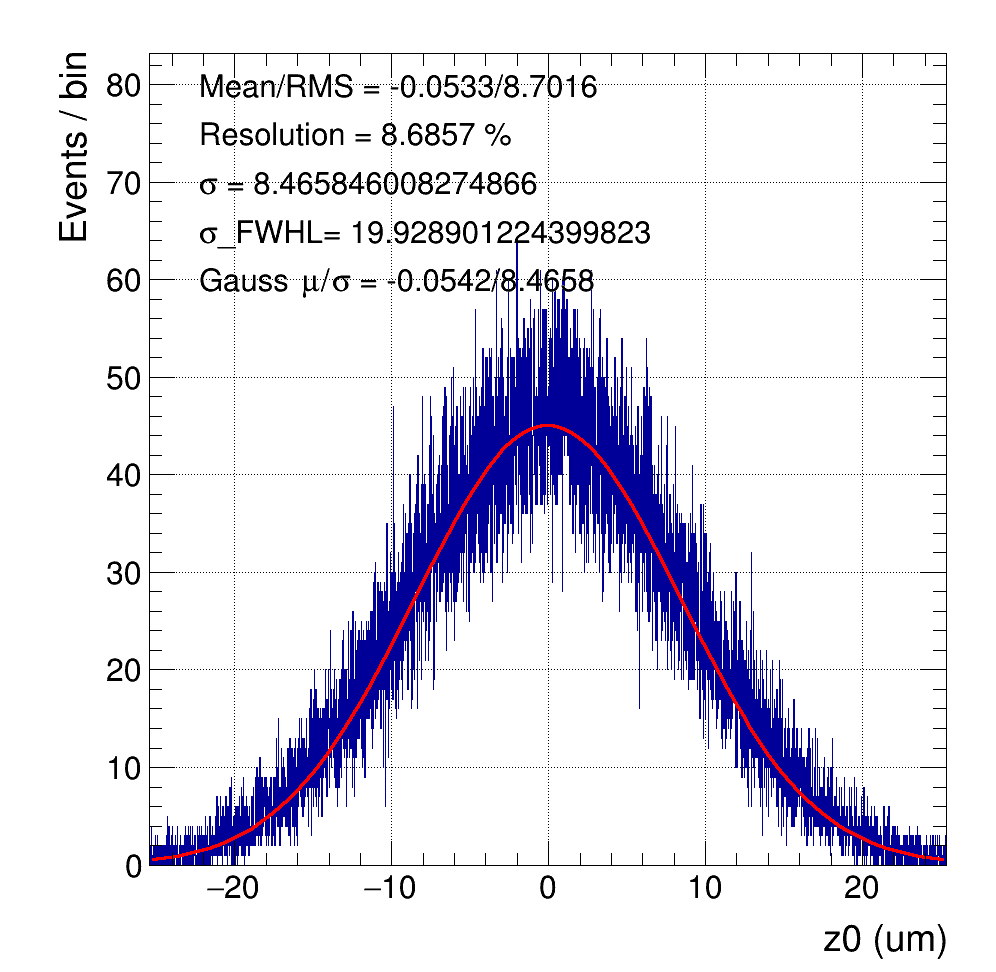 Events / bin
80
70
60
50
40
30
20
10
0
Mean/RMS = -0.0533/8.7016
Resolution = 8.6857 %
σ = 8.465846008274866
σ_FWHL= 19.928901224399823
Gauss μ/σ = -0.0542/8.4658
−20 −10 0 10 20
z0 (um)